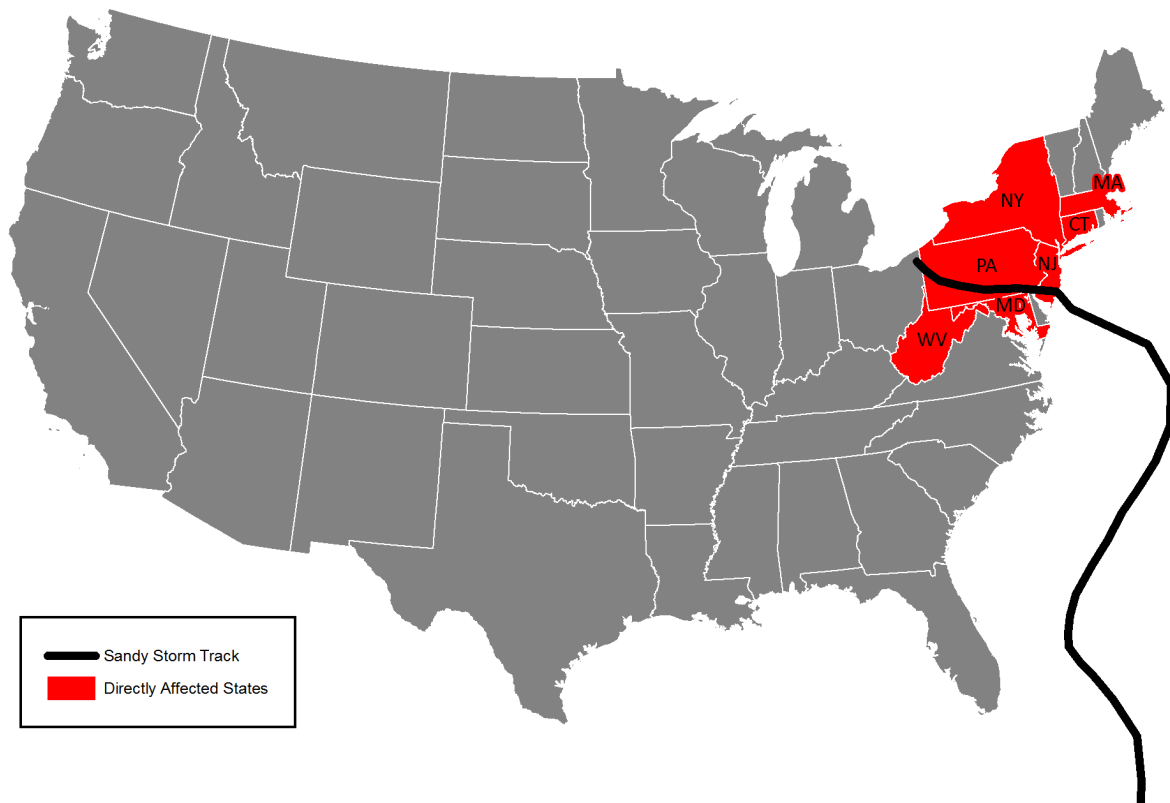 MA
NY
CT
PA
NJ
MD
WV
Sandy Storm Track
Directly Affected States